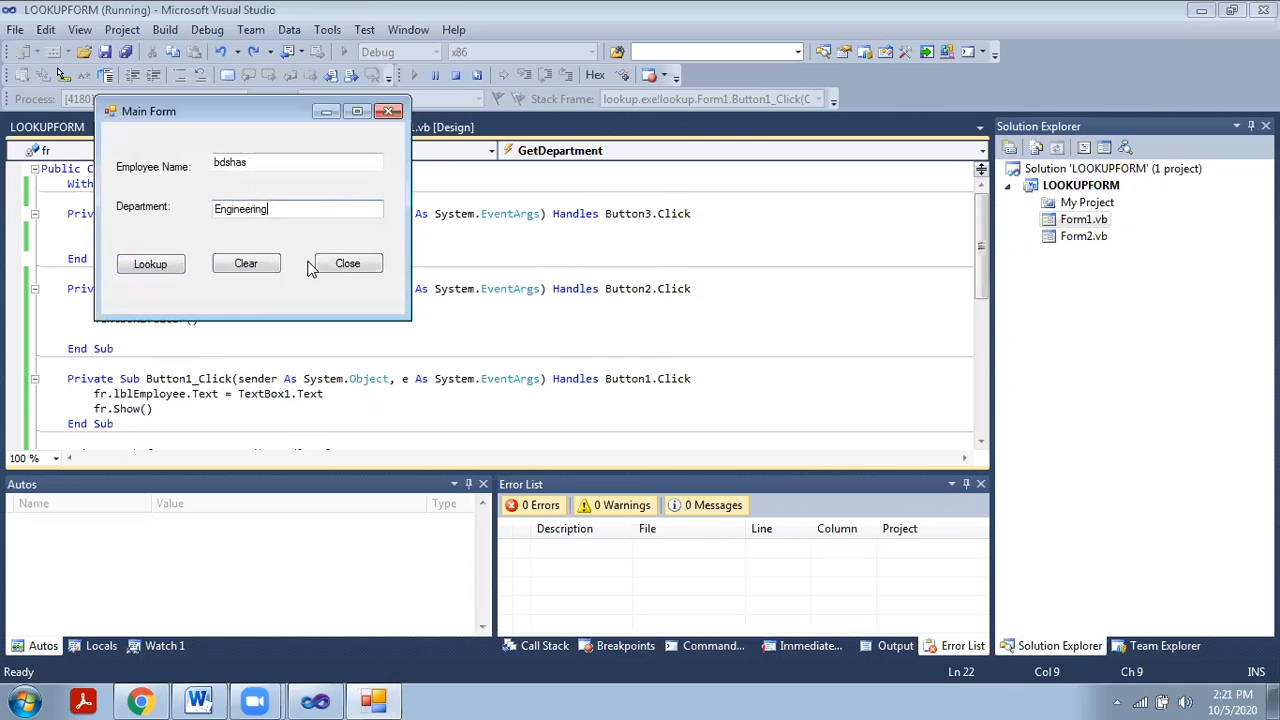 LOOKUPFORM (Running) - Microsoft Visual Studio
File Edit View Project Build Debug Team Data Tools Test Window Help
Debug x86
Hex
Process: [4180] Stack Frame: lookup.exe!lookup.Form1.Button1_Click(C
Main Form
LOOKUPFORM .vb [Design]
fr GetDepartment
Public C
With
Employee Name: bdshas
Department: Engineering
Lookup Clear Close
Priv As System.EventArgs) Handles Button3.Click
End
Priv As System.EventArgs) Handles Button2.Click
End Sub
Private Sub Button1_Click(sender As System.Object, e As System.EventArgs) Handles Button1.Click
fr.lblEmployee.Text = TextBox1.Text
fr.Show()
End Sub
100 %
Solution Explorer
Solution 'LOOKUPFORM' (1 project)
LOOKUPFORM
My Project
Form1.vb
Form2.vb
Autos
Name Value Type
Error List
0 Errors 0 Warnings 0 Messages
Description File Line Column Project
Autos Locals Watch 1
Call Stack Breakpoints Command... Immediate... Output Error List
Solution Explorer Team Explorer
Ready Ln 22 Col 9 Ch 9 INS
2:21 PM
10/5/2020